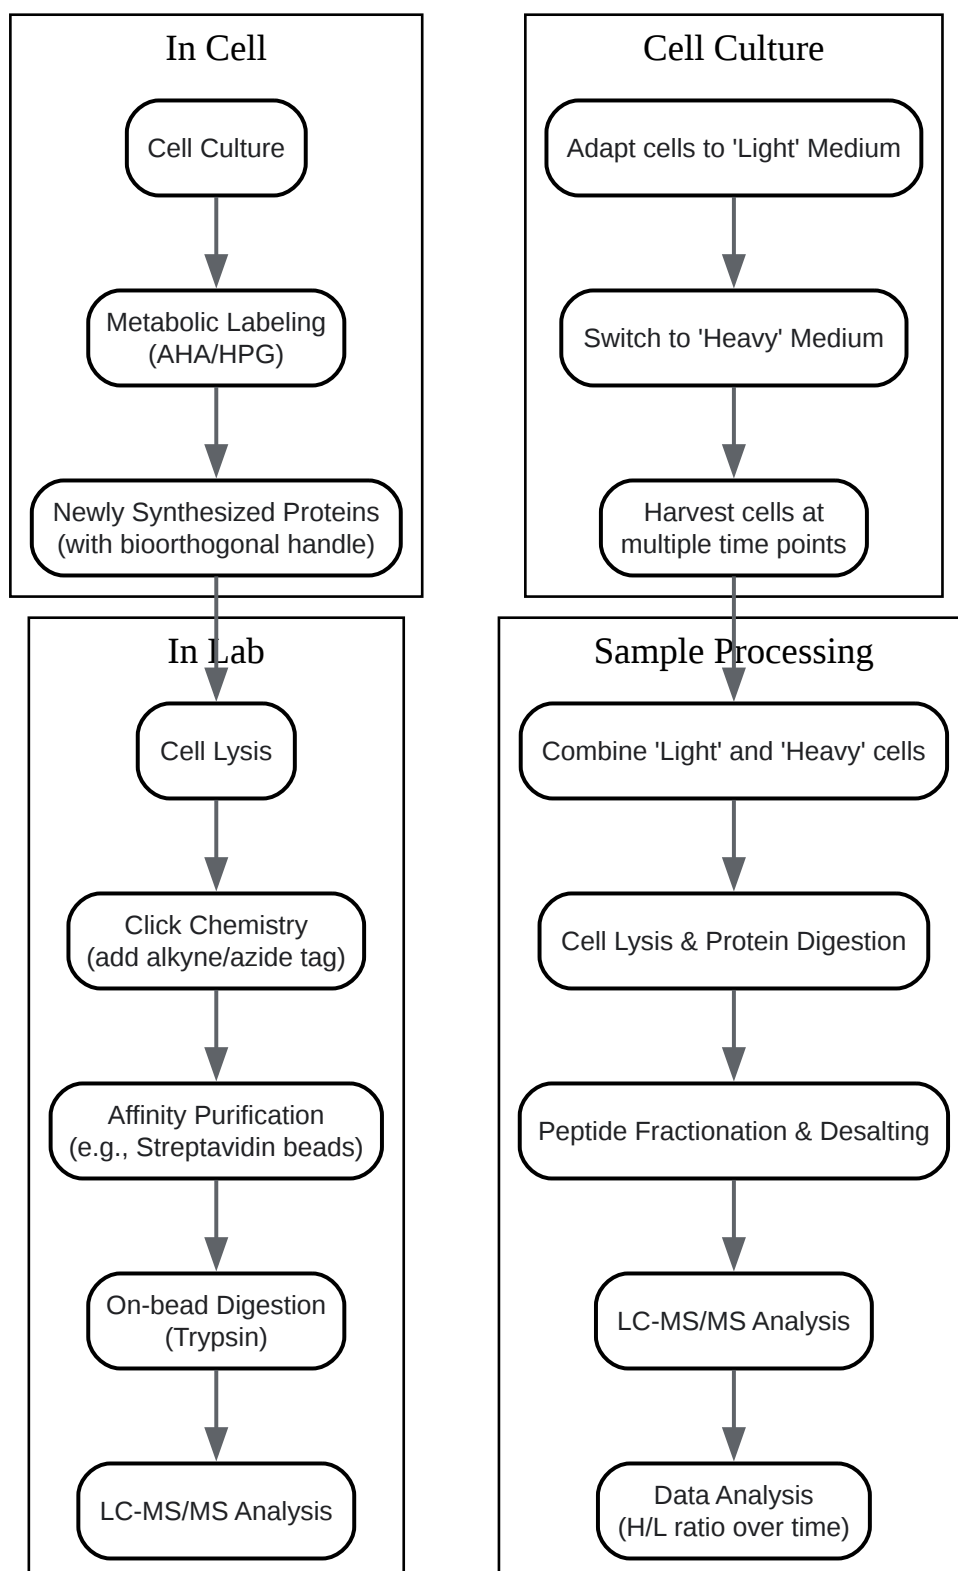 In Cell
Cell Culture
Metabolic Labeling
(AHA/HPG)
Newly Synthesized Proteins
(with bioorthogonal handle)
In Lab
Cell Lysis
Click Chemistry
(add alkyne/azide tag)
Affinity Purification
(e.g., Streptavidin beads)
On-bead Digestion
(Trypsin)
LC-MS/MS Analysis
Cell Culture
Adapt cells to 'Light' Medium
Switch to 'Heavy' Medium
Harvest cells at
multiple time points
Sample Processing
Combine 'Light' and 'Heavy' cells
Cell Lysis & Protein Digestion
Peptide Fractionation & Desalting
LC-MS/MS Analysis
Data Analysis
(H/L ratio over time)